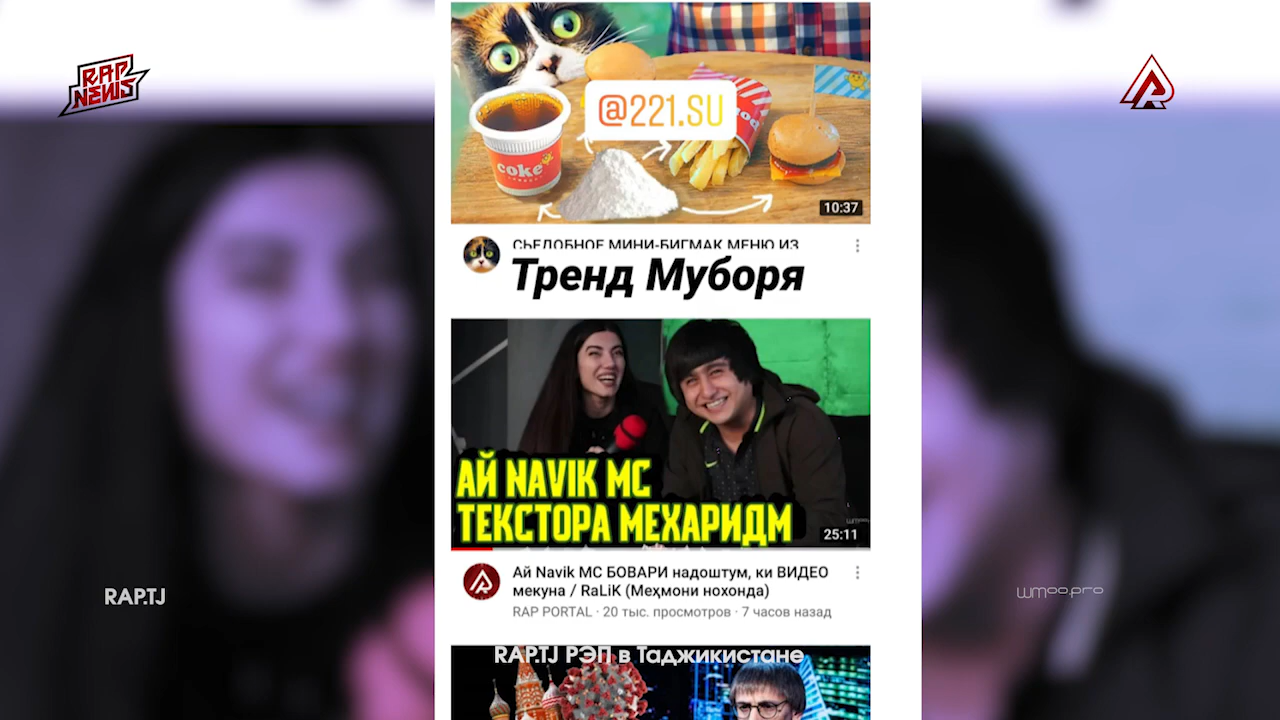 RAP
NEWS
@221.SU
coke
10:37
СЪЕДОБНОЕ МИНИ-БИГМАК МЕНЮ ИЗ
Тренд Муборя
АЙ NAVIK MC
ТЕКСТОРА МЕХАРИДМ
25:11
Ай Navik MC БОВАРИ надоштум, ки ВИДЕО
мекуна / RaLiK (Меҳмони нохонда)
RAP PORTAL · 20 тыс. просмотров · 7 часов назад
RAP.TJ
wmoo.pro
RAP.TJ РЭП в Таджикистане